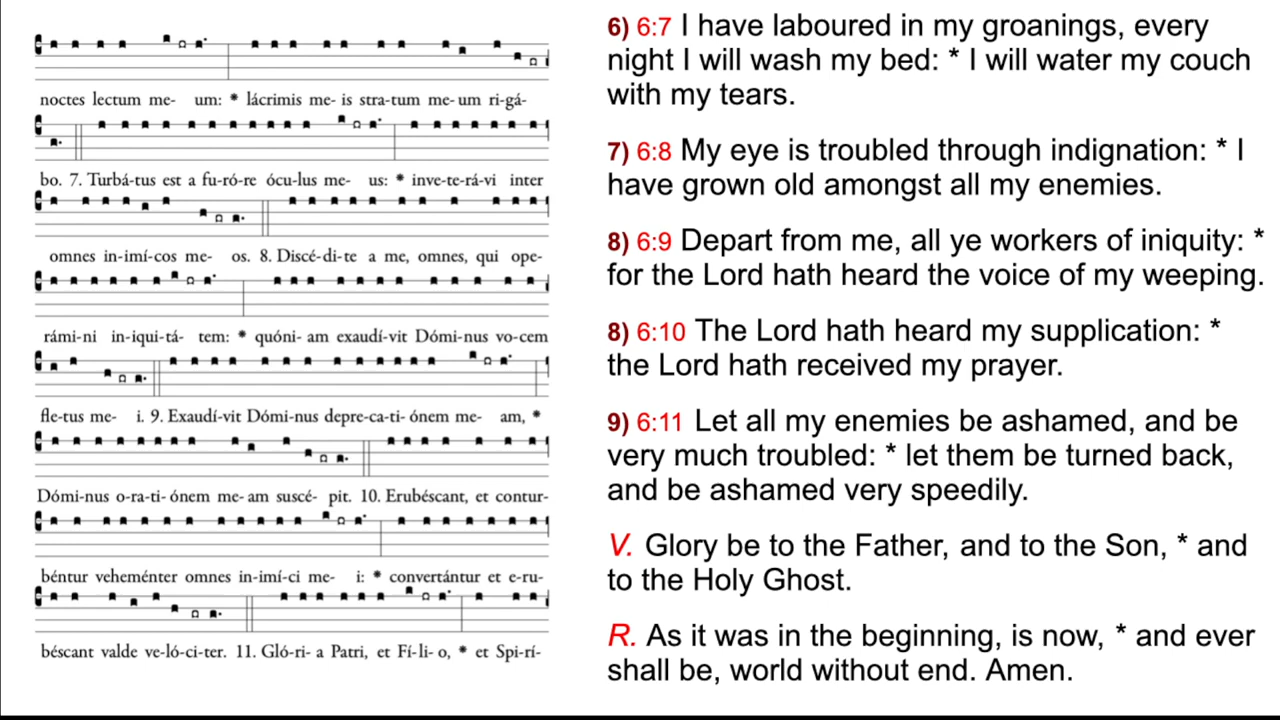 noctes lectum me- um: * lácrimis me- is stra-tum me-um ri-gá-
bo. 7. Turbá-tus est a fu-ró-re ócu-lus me- us: * inve-te-rá-vi inter
omnes in-imí-cos me- os. 8. Discé-di-te a me, omnes, qui ope-
rámi-ni in-iqui-tá- tem: * quóni- am exaudí-vit Dómi-nus vo-cem
fle-tus me- i. 9. Exaudí-vit Dómi-nus depre-ca-ti- ónem me- am, *
Dómi-nus o-ra-ti- ónem me-am suscé- pit. 10. Erubéscant, et contur-
béntur veheménter omnes in-imí-ci me- i: * convertántur et e-ru-
béscant valde ve-ló-ci-ter. 11. Gló-ri- a Patri, et Fí-li- o, * et Spi-rí-
6) 6:7 I have laboured in my groanings, every
night I will wash my bed: * I will water my couch
with my tears.
7) 6:8 My eye is troubled through indignation: * I
have grown old amongst all my enemies.
8) 6:9 Depart from me, all ye workers of iniquity: *
for the Lord hath heard the voice of my weeping.
8) 6:10 The Lord hath heard my supplication: *
the Lord hath received my prayer.
9) 6:11 Let all my enemies be ashamed, and be
very much troubled: * let them be turned back,
and be ashamed very speedily.
V. Glory be to the Father, and to the Son, * and
to the Holy Ghost.
R. As it was in the beginning, is now, * and ever
shall be, world without end. Amen.